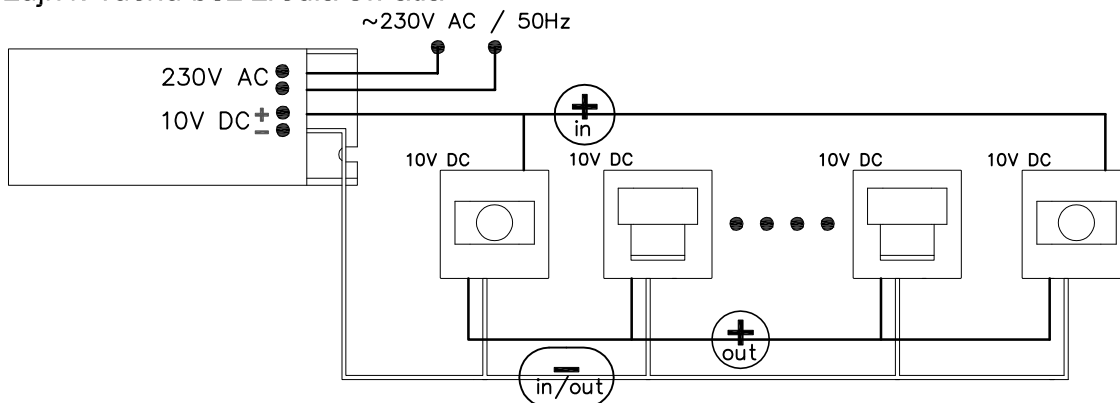 ~230V AC / 50Hz
230V AC
10V DC + −
+ in
10V DC 10V DC 10V DC 10V DC
+ out
− in/out